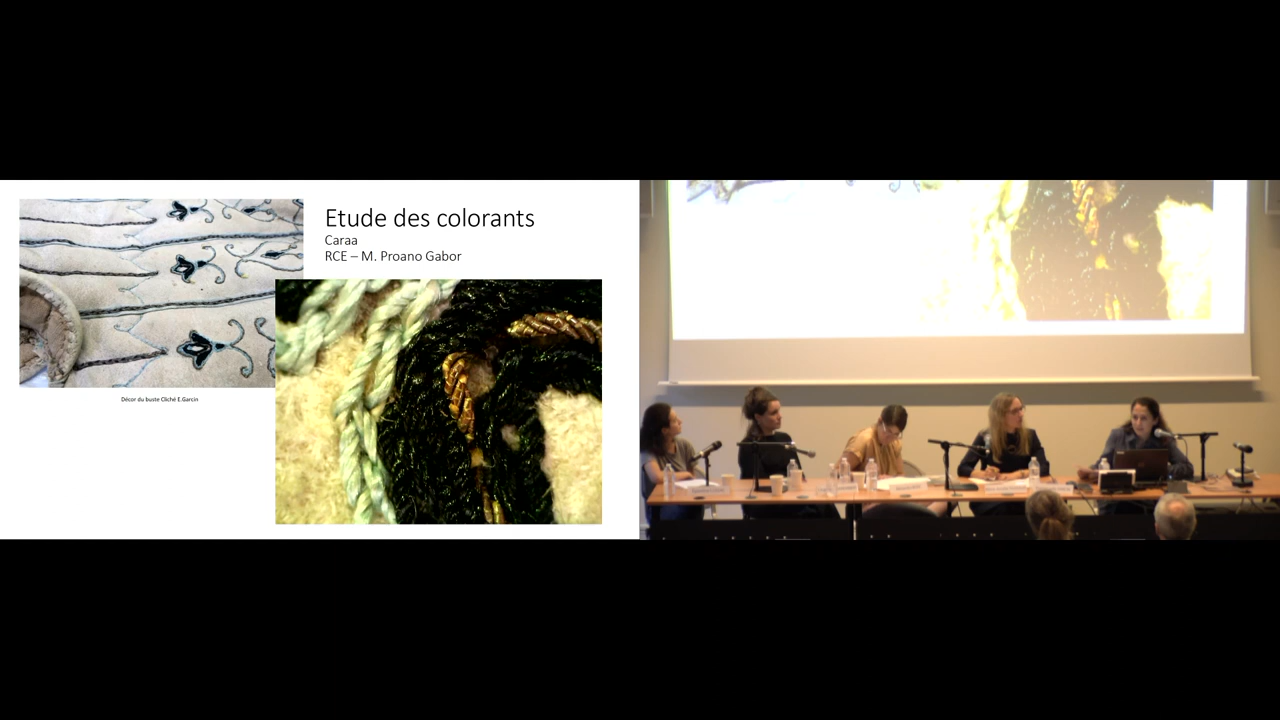 Etude des colorants
Caraa
RCE – M. Proano Gabor
Décor du buste Cliché E.Garcin